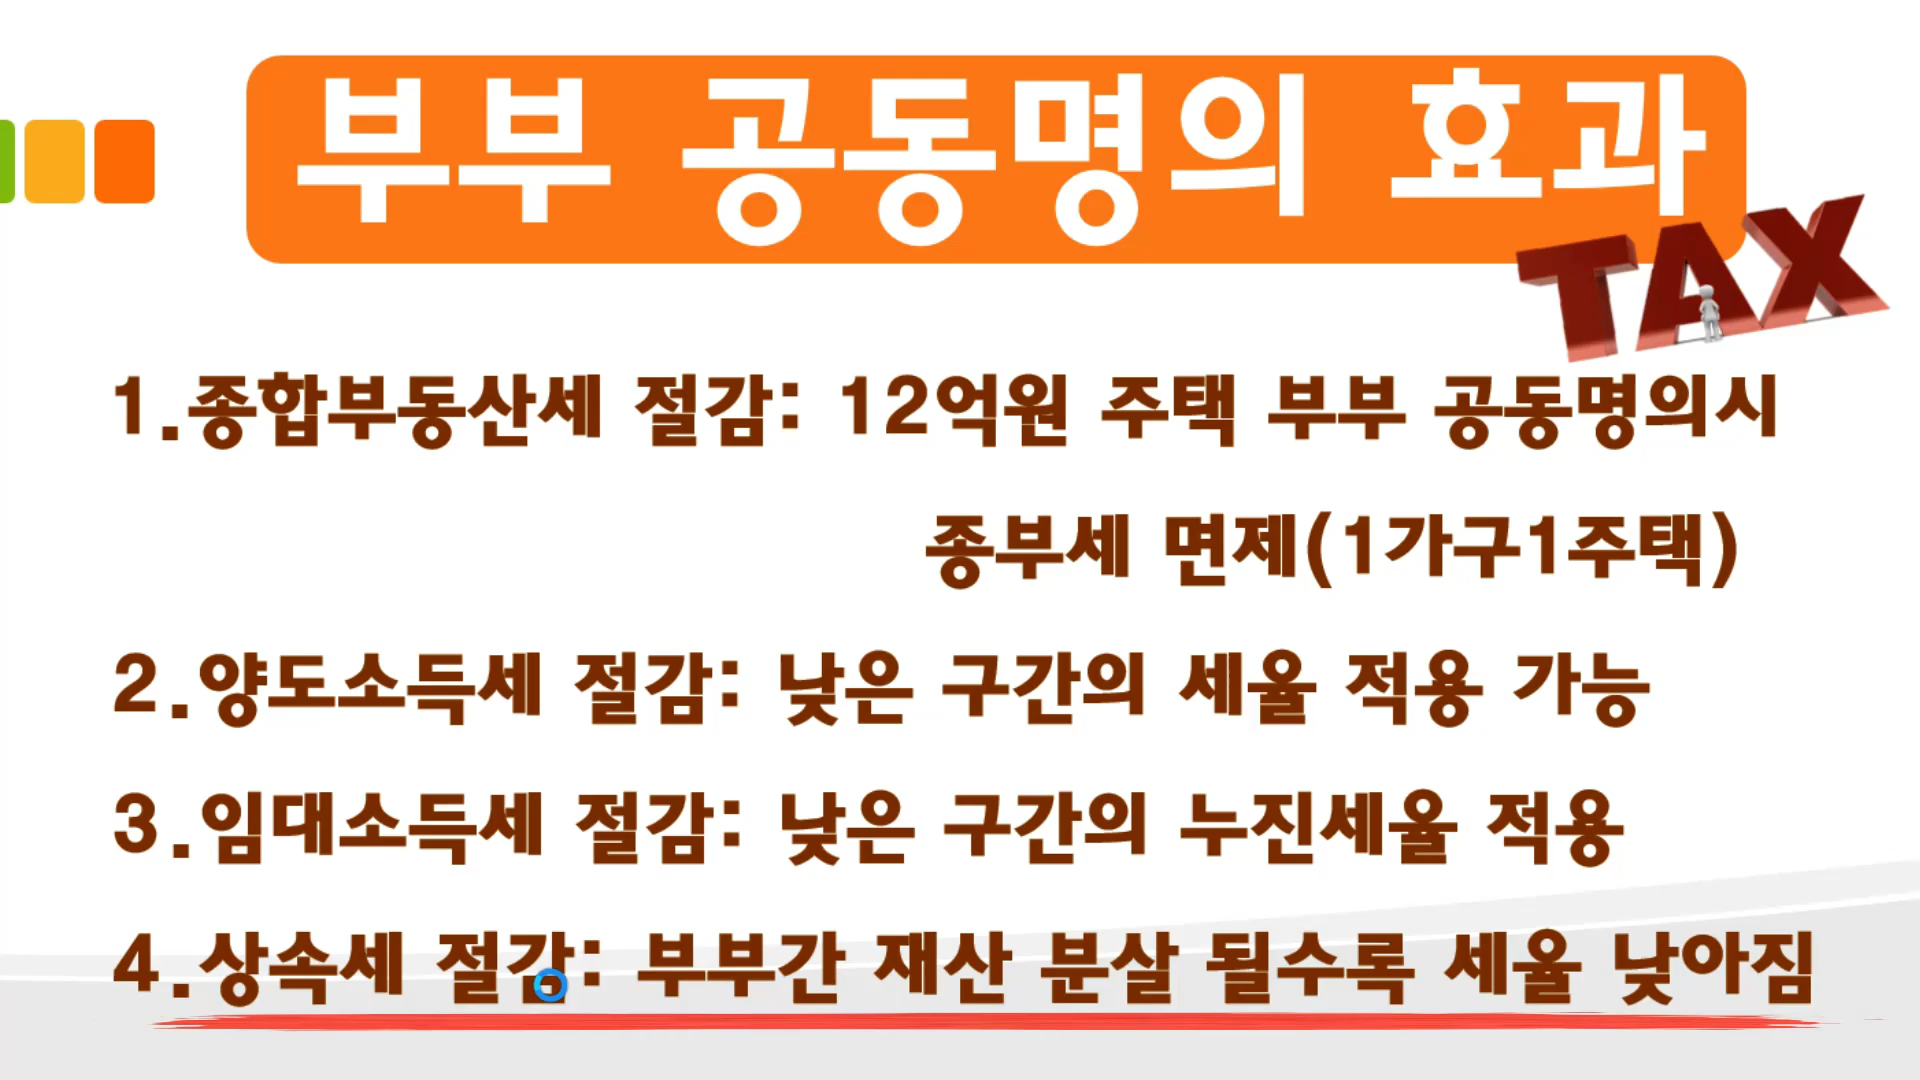 부부 공동명의 효과
TAX
1.종합부동산세 절감: 12억원 주택 부부 공동명의시
종부세 면제(1가구1주택)
2.양도소득세 절감: 낮은 구간의 세율 적용 가능
3.임대소득세 절감: 낮은 구간의 누진세율 적용
4.상속세 절감: 부부간 재산 분살 될수록 세율 낮아짐